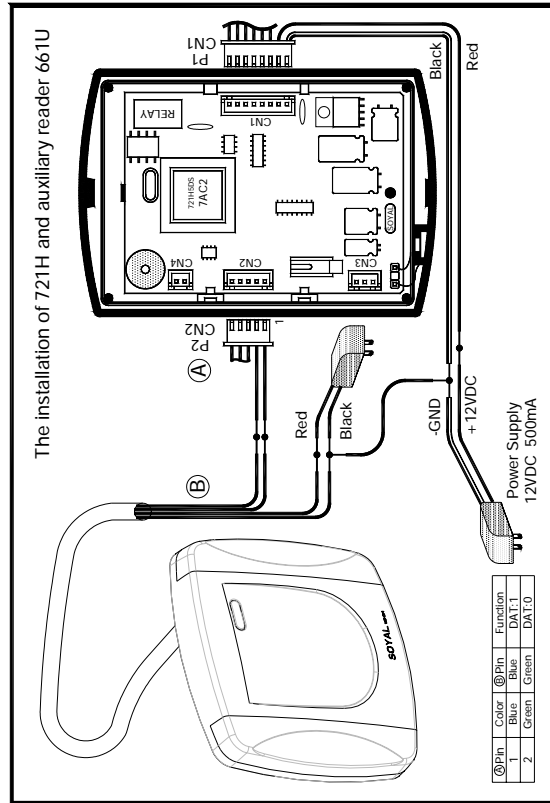 The installation of 721H and auxiliary reader 661U
P1
CN1
Black
Red
RELAY
CN1
721HSDS
7AC2
SOYAL
CN4
CN2
CN3
P2
CN2
1
A
B
Red
Black
-GND
+12VDC
Power Supply
12VDC 500mA
SOYAL
ⒶPin Color ⒷPin Function
1 Blue Blue DAT:1
2 Green Green DAT:0